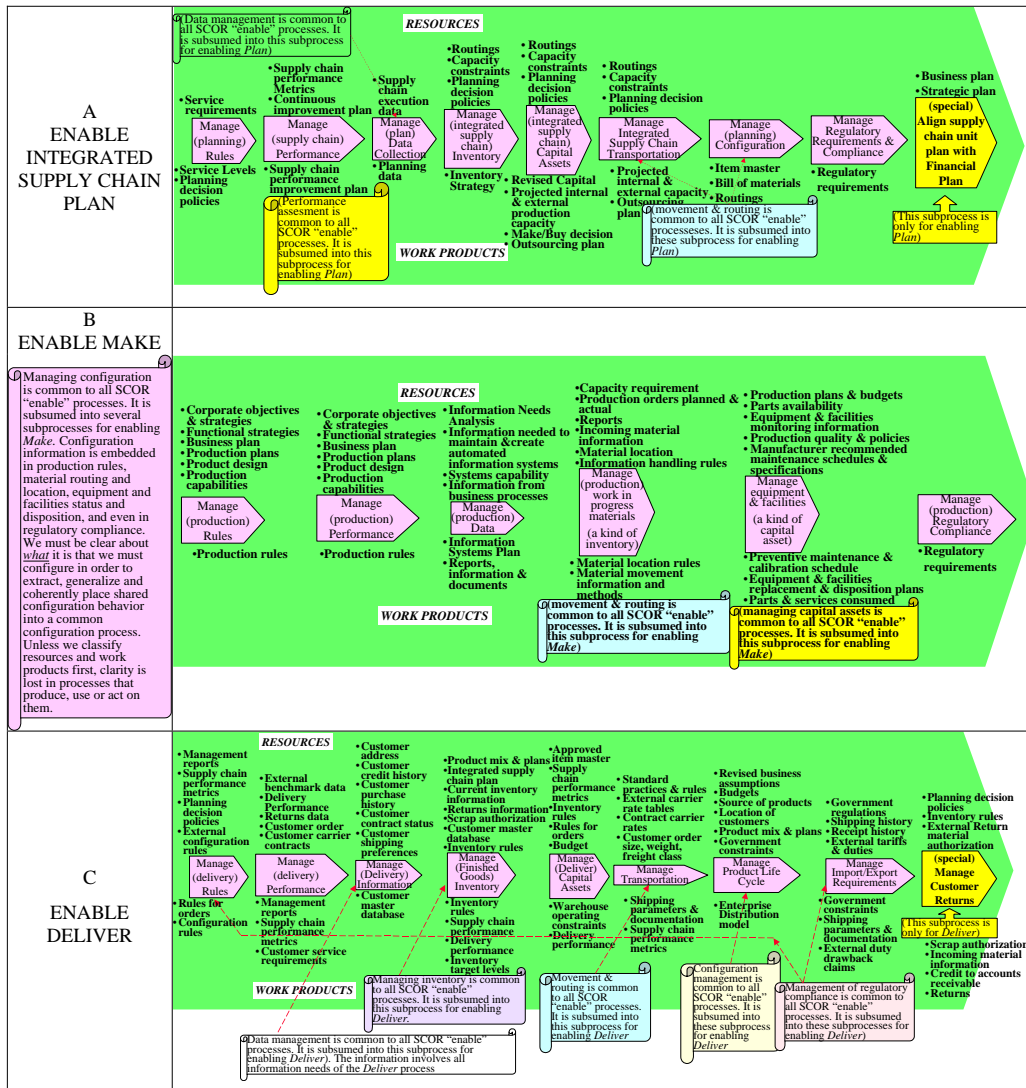 A
ENABLE
INTEGRATED
SUPPLY CHAIN
PLAN
(Data management is common to
all SCOR “enable” processes. It
is subsumed into this subprocess
for enabling Plan)
RESOURCES
• Service
requirements
Manage
(planning) Rules
• Service Levels
• Planning
decision
policies
• Supply chain
performance
Metrics
• Continuous
improvement plan
Manage
(supply chain)
Performance
• Supply chain
performance
improvement plan
(Performance
assesment is
common to all
SCOR “enable”
processes. It is
subsumed into this
subprocess for
enabling Plan)
• Supply
chain
execution
data
Manage
(plan)
Data
Collection
• Planning
data
• Routings
• Capacity
constraints
• Planning
decision policies
Manage
(integrated
supply
chain)
Inventory
• Inventory
Strategy
• Routings
• Capacity
constraints
• Planning
decision
policies
Manage
(integrated
supply chain)
Capital
Assets
• Revised Capital
• Projected internal
& external
production
capacity
• Make/Buy decision
• Outsourcing plan
• Routings
• Capacity
constraints
• Planning decision
policies
Manage
Integrated
Supply Chain
Transportation
• Projected
internal &
external capacity
• Outsourcing
plan
Manage
(planning)
Configuration
• Item master
• Bill of materials
• Routings
(movement & routing is
common to all SCOR “enable”
processeses. It is subsumed into
these subprocess for enabling
Plan)
Manage
Regulatory
Requirements &
Compliance
• Regulatory
requirements
• Business plan
• Strategic plan
(special)
Align supply
chain unit
plan with
Financial
Plan
(This subprocess is
only for enabling
Plan)
WORK PRODUCTS
B
ENABLE MAKE
Managing configuration
is common to all SCOR
“enable” processes. It is
subsumed into several
subprocesses for enabling
Make. Configuration
information is embedded
in production rules,
material routing and
location, equipment and
facilities status and
disposition, and even in
regulatory compliance.
We must be clear about
what it is that we must
configure in order to
extract, generalize and
coherently place shared
configuration behavior
into a common
configuration process.
Unless we classify
resources and work
products first, clarity is
lost in processes that
produce, use or act on
them.
RESOURCES
• Corporate objectives
& strategies
• Functional strategies
• Business plan
• Production plans
• Product design
• Production
capabilities
Manage
(production)
Rules
• Production rules
• Corporate objectives
& strategies
• Functional strategies
• Business plan
• Production plans
• Product design
• Production
capabilities
Manage
(production)
Performance
• Production rules
• Information Needs
Analysis
• Information needed to
maintain &create
automated
information systems
• Systems capability
• Information from
business processes
Manage
(production)
Data
• Information
Systems Plan
• Reports,
information &
documents
• Capacity requirement
• Production orders planned &
actual
• Reports
• Incoming material
information
• Material location
• Information handling rules
Manage
(production)
work in
progress
materials
(a kind of
inventory)
• Material location rules
• Material movement
information and
methods
(movement & routing is
common to all SCOR “enable”
processes. It is subsumed into
this subprocess for enabling
Make)
• Production plans & budgets
• Parts availability
• Equipment & facilities
monitoring information
• Production quality & policies
• Manufacturer recommended
maintenance schedules &
specifications
Manage
equipment
& facilities
(a kind of
capital
asset)
• Preventive maintenance &
calibration schedule
• Equipment & facilities
replacement & disposition plans
• Parts & services consumed
(managing capital assets is
common to all SCOR “enable”
processes. It is subsumed into
this subprocess for enabling
Make)
Manage
(production)
Regulatory
Compliance
• Regulatory
requirements
WORK PRODUCTS
C
ENABLE
DELIVER
RESOURCES
• Management
reports
• Supply chain
performance
metrics
• Planning
decision
policies
• External
configuration
rules
Manage
(delivery)
Rules
• Rules for
orders
• Configuration
rules
• External
benchmark data
• Delivery
Performance
• Returns data
• Customer order
• Customer carrier
contracts
Manage
(delivery)
Performance
• Management
reports
• Supply chain
performance
metrics
• Customer service
requirements
• Customer
address
• Customer
credit history
• Customer
purchase
history
• Customer
contract status
• Customer
shipping
preferences
Manage
(Delivery)
Information
• Customer
master
database
• Product mix & plans
• Integrated supply
chain plan
• Current inventory
information
• Returns information
• Scrap authorization
• Customer master
database
• Inventory rules
Manage
(Finished
Goods)
Inventory
• Inventory
rules
• Supply chain
performance
• Delivery
performance
• Inventory
target levels
• Approved
item master
• Supply
chain
performance
metrics
• Inventory
rules
• Rules for
orders
• Budget
Manage
(Deliver)
Capital
Assets
• Warehouse
operating
constraints
• Delivery
performance
• Standard
practices & rules
• External carrier
rate tables
• Contract carrier
rates
• Customer order
size, weight,
freight class
Manage
Transportation
• Shipping
parameters &
documentation
• Supply chain
performance
metrics
• Revised business
assumptions
• Budgets
• Source of products
• Location of
customers
• Product mix & plans
• Government
constraints
Manage
Product Life
Cycle
• Enterprise
Distribution
model
• Government
regulations
• Shipping history
• Receipt history
• External tariffs
& duties
Manage
Import/Export
Requirements
• Government
constraints
• Shipping
parameters &
documentation
• External duty
drawback
claims
• Planning decision
policies
• Inventory rules
• External Return
material
authorization
(special)
Manage
Customer
Returns
(This subprocess is
only for Deliver)
• Scrap authorization
• Incoming material
information
• Credit to accounts
receivable
• Returns
WORK PRODUCTS
Managing inventory is common
to all SCOR “enable”
processes. It is subsumed into
this subprocess for enabling
Deliver.
Data management is common to all SCOR “enable”
processes. It is subsumed into this subprocess for
enabling Deliver). The information involves all
information needs of the Deliver process
Movement &
routing is
common to all
SCOR “enable”
processes. It is
subsumed into
this subprocess
for enabling
Deliver
Configuration
management is
common to all
SCOR “enable”
processes. It is
subsumed into
these subprocess
for enabling
Deliver
Management of regulatory
compliance is common to
all SCOR “enable”
processes. It is subsumed
into these subprocesses for
enabling Deliver)